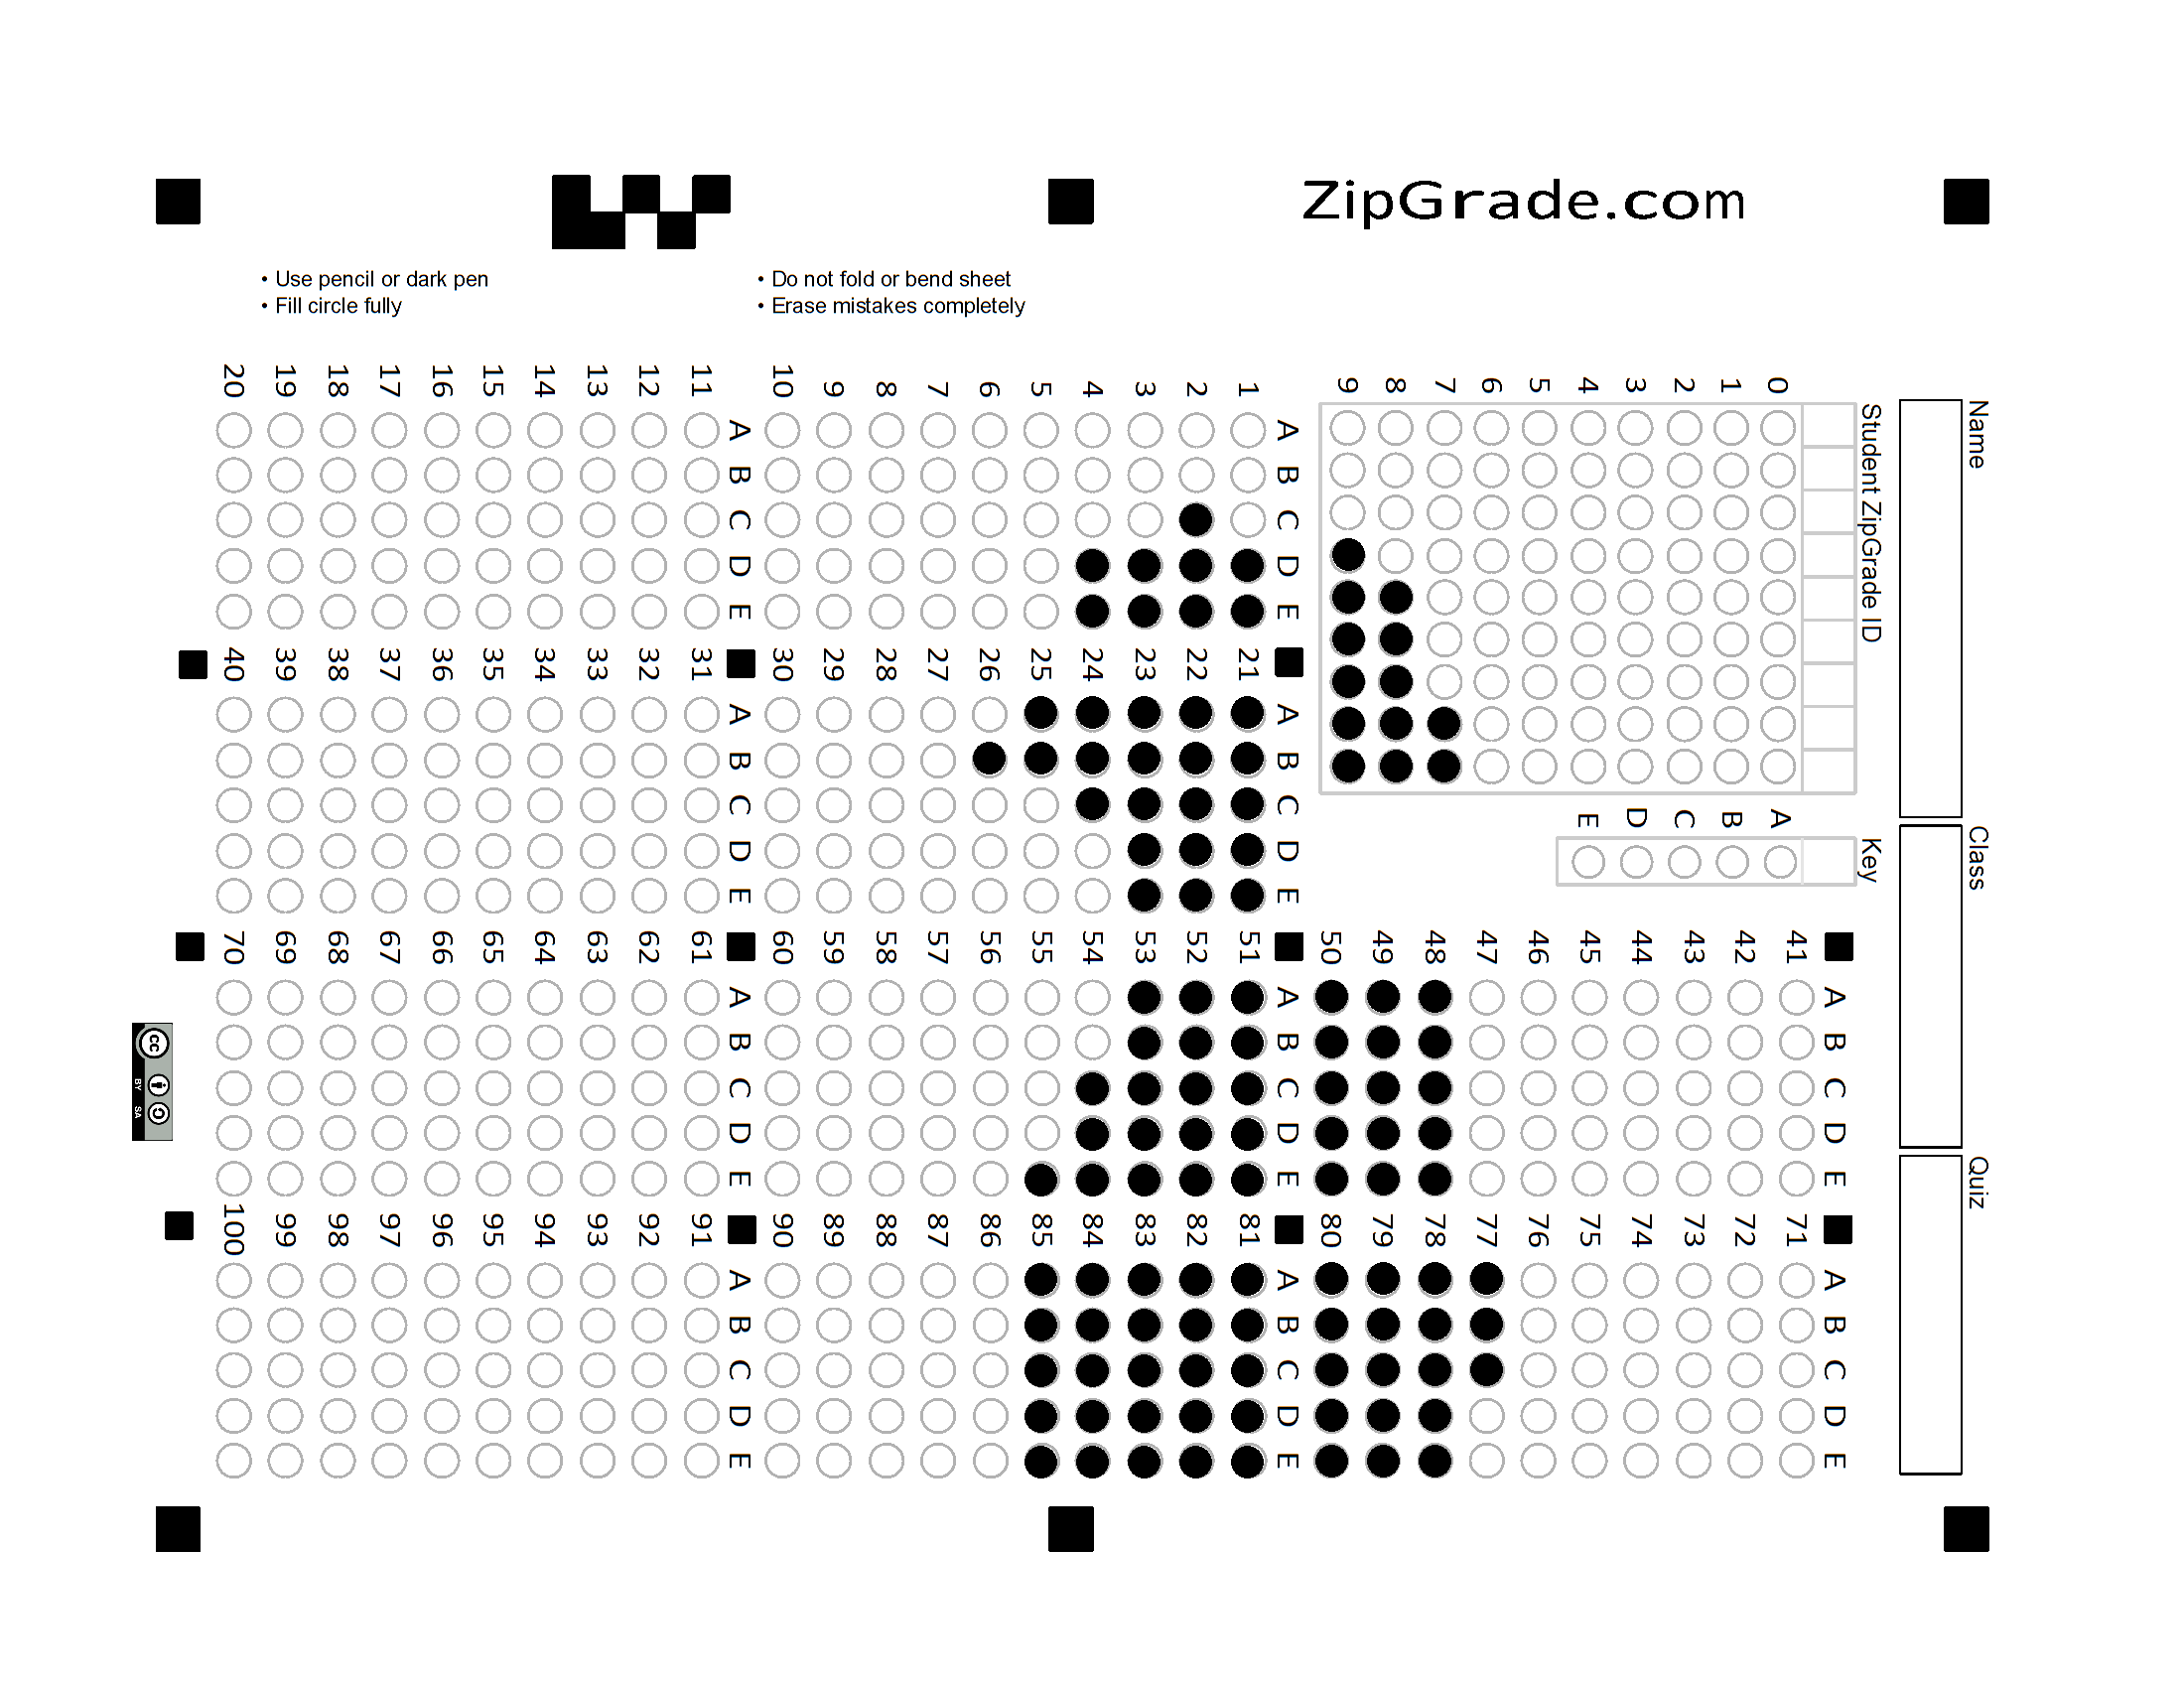 ZipGrade.com
• Use pencil or dark pen
• Fill circle fully
• Do not fold or bend sheet
• Erase mistakes completely
Name
Class
Quiz
Student ZipGrade ID
0 1 2 3 4 5 6 7 8 9
Key
A B C D E
A B C D E
1 2 3 4 5 6 7 8 9 10
A B C D E
11 12 13 14 15 16 17 18 19 20
A B C D E
21 22 23 24 25 26 27 28 29 30
A B C D E
31 32 33 34 35 36 37 38 39 40
A B C D E
41 42 43 44 45 46 47 48 49 50
A B C D E
51 52 53 54 55 56 57 58 59 60
A B C D E
61 62 63 64 65 66 67 68 69 70
A B C D E
71 72 73 74 75 76 77 78 79 80
A B C D E
81 82 83 84 85 86 87 88 89 90
A B C D E
91 92 93 94 95 96 97 98 99 100
cc
BY SA